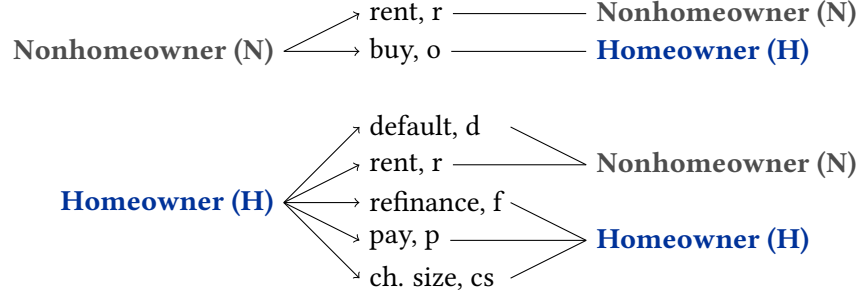 rent, r Nonhomeowner (N)
Nonhomeowner (N)
buy, o Homeowner (H)
default, d
rent, r Nonhomeowner (N)
Homeowner (H) refinance, f
pay, p Homeowner (H)
ch. size, cs